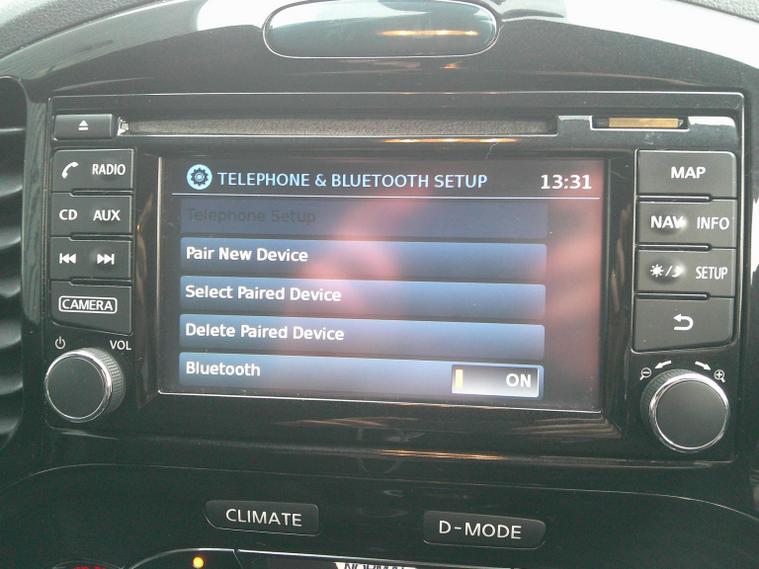 TELEPHONE & BLUETOOTH SETUP 13:31
Telephone Setup
Pair New Device
Select Paired Device
Delete Paired Device
Bluetooth ON
RADIO
CD AUX
CAMERA
VOL
MAP
NAV INFO
SETUP
CLIMATE
D-MODE